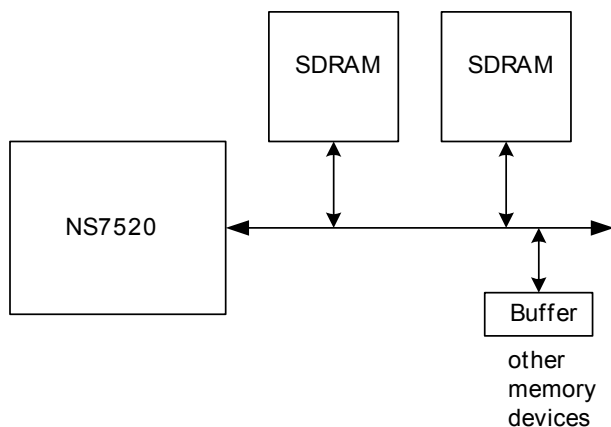 SDRAM
SDRAM
NS7520
Buffer
other
memory
devices